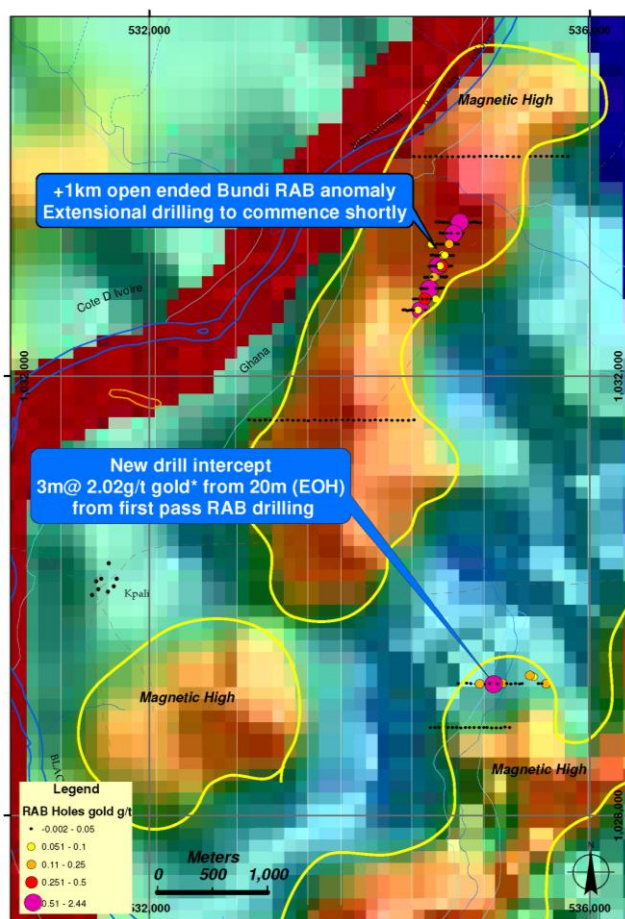 532,000
536,000
Magnetic High
+1km open ended Bundi RAB anomaly
Extensional drilling to commence shortly
Cote D Ivoire
Ghana
1,032,000
New drill intercept
3m@ 2.02g/t gold* from 20m (EOH)
from first pass RAB drilling
Kpali
Magnetic High
Magnetic High
BLAC
1,028,000
Legend
RAB Holes gold g/t
-0.002 - 0.05
0.051 - 0.1
0.11 - 0.25
0.251 - 0.5
0.51 - 2.44
Meters
0 500 1,000
532,000
536,000